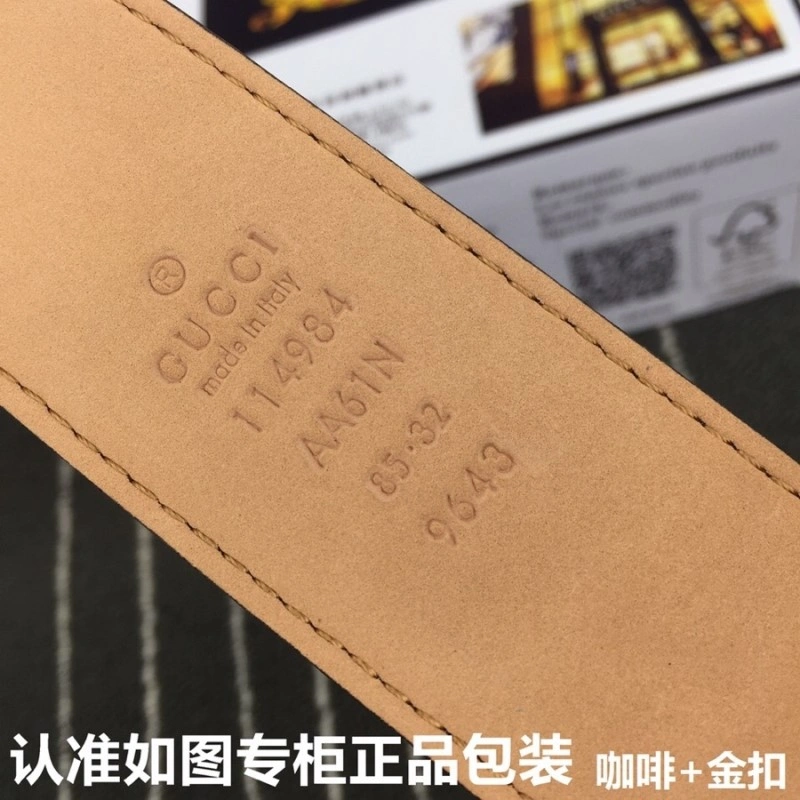 ®
GUCCI
made in italy
114984
AA61N
85·32
9643
认准如图专柜正品包装 咖啡+金扣